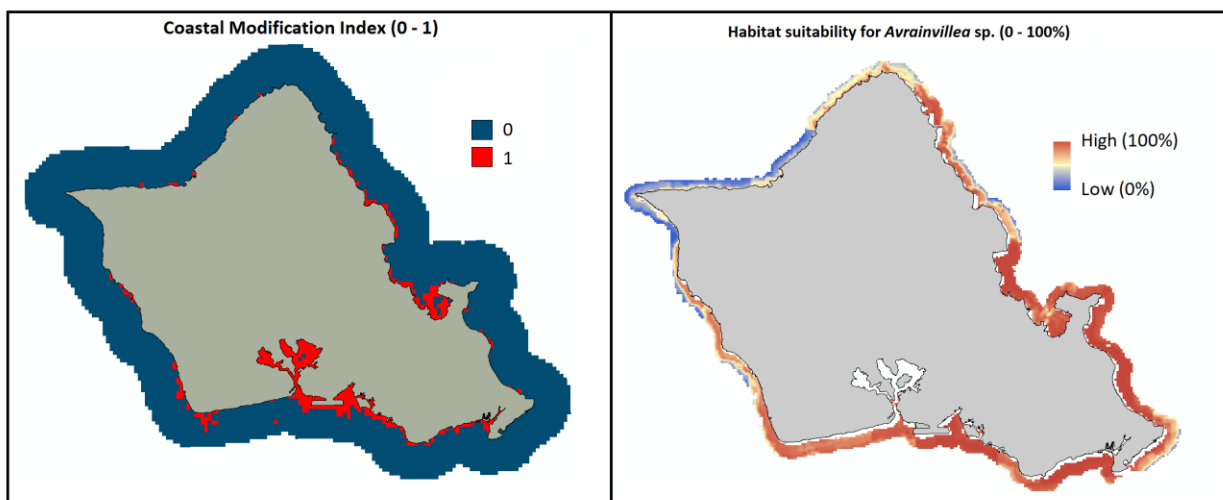 Coastal Modification Index (0 - 1)
0
1
Habitat suitability for Avrainvillea sp. (0 - 100%)
High (100%)
Low (0%)